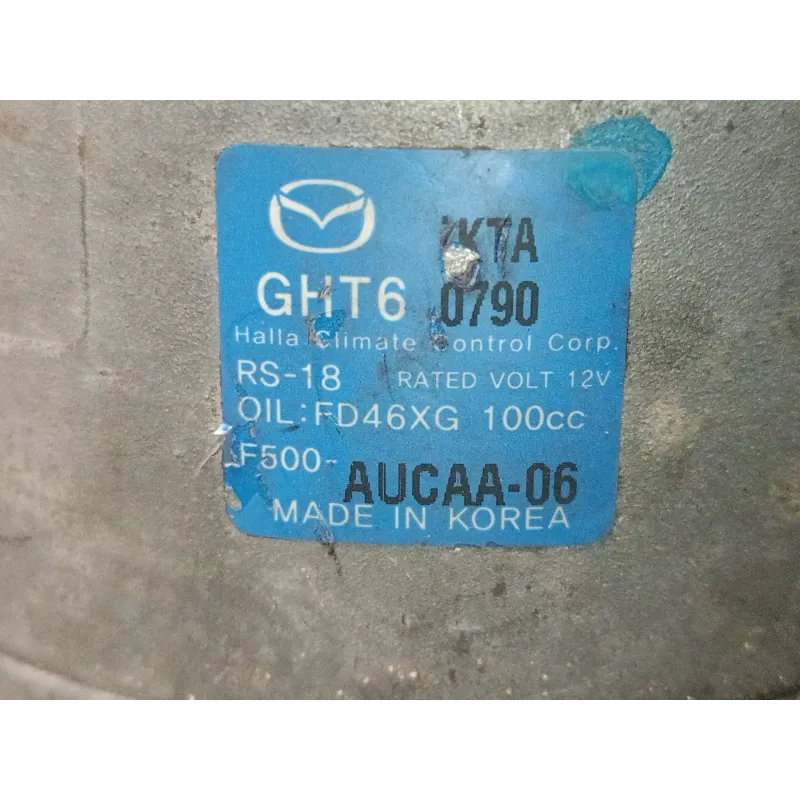 GHT6
KTA
0790
Halla Climate Control Corp.
RS-18 RATED VOLT 12V
OIL:FD46XG 100cc
F500-AUCAA-06
MADE IN KOREA